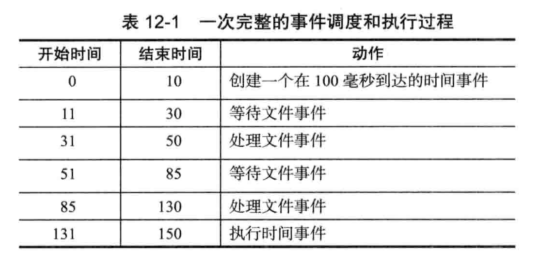 表 12-1 一次完整的事件调度和执行过程
开始时间 结束时间 动作
0 10 创建一个在 100 毫秒到达的时间事件
11 30 等待文件事件
31 50 处理文件事件
51 85 等待文件事件
85 130 处理文件事件
131 150 执行时间事件